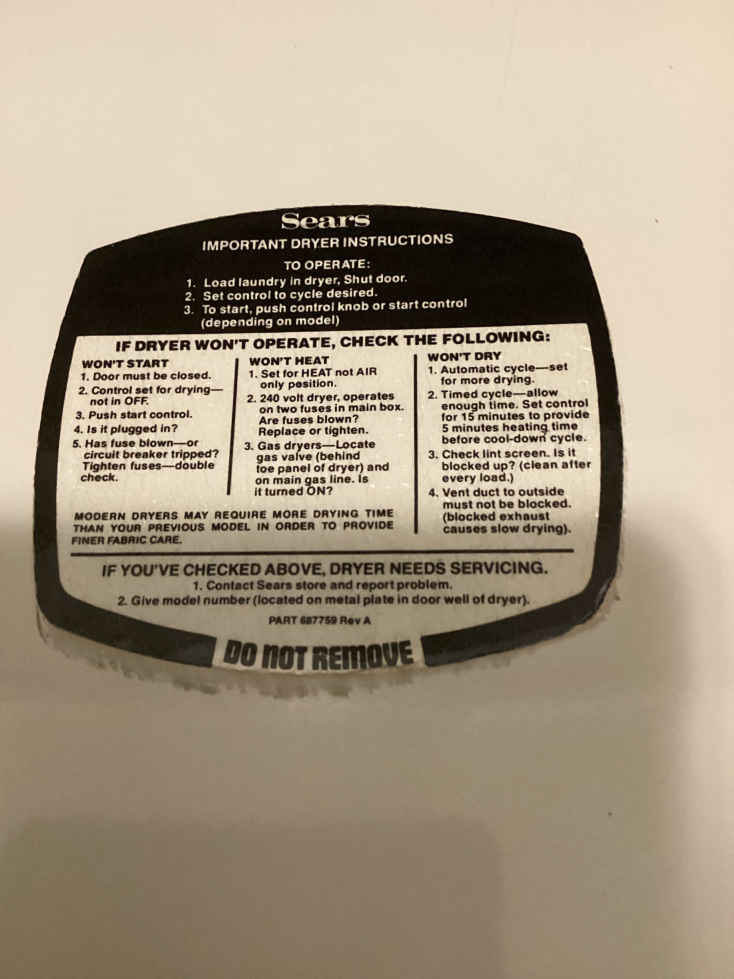 Sears
IMPORTANT DRYER INSTRUCTIONS
TO OPERATE:
1. Load laundry in dryer, Shut door.
2. Set control to cycle desired.
3. To start, push control knob or start control
(depending on model)
IF DRYER WON'T OPERATE, CHECK THE FOLLOWING:
WON'T START
1. Door must be closed.
2. Control set for drying—
not in OFF.
3. Push start control.
4. Is it plugged in?
5. Has fuse blown—or
circuit breaker tripped?
Tighten fuses—double
check.
WON'T HEAT
1. Set for HEAT not AIR
only position.
2. 240 volt dryer, operates
on two fuses in main box.
Are fuses blown?
Replace or tighten.
3. Gas dryers—Locate
gas valve (behind
toe panel of dryer) and
on main gas line. Is
it turned ON?
WON'T DRY
1. Automatic cycle—set
for more drying.
2. Timed cycle—allow
enough time. Set control
for 15 minutes to provide
5 minutes heating time
before cool-down cycle.
3. Check lint screen. Is it
blocked up? (clean after
every load.)
4. Vent duct to outside
must not be blocked.
(blocked exhaust
causes slow drying).
MODERN DRYERS MAY REQUIRE MORE DRYING TIME
THAN YOUR PREVIOUS MODEL IN ORDER TO PROVIDE
FINER FABRIC CARE.
IF YOU'VE CHECKED ABOVE, DRYER NEEDS SERVICING.
1. Contact Sears store and report problem.
2. Give model number (located on metal plate in door well of dryer).
PART 687759 Rev A
DO NOT REMOVE